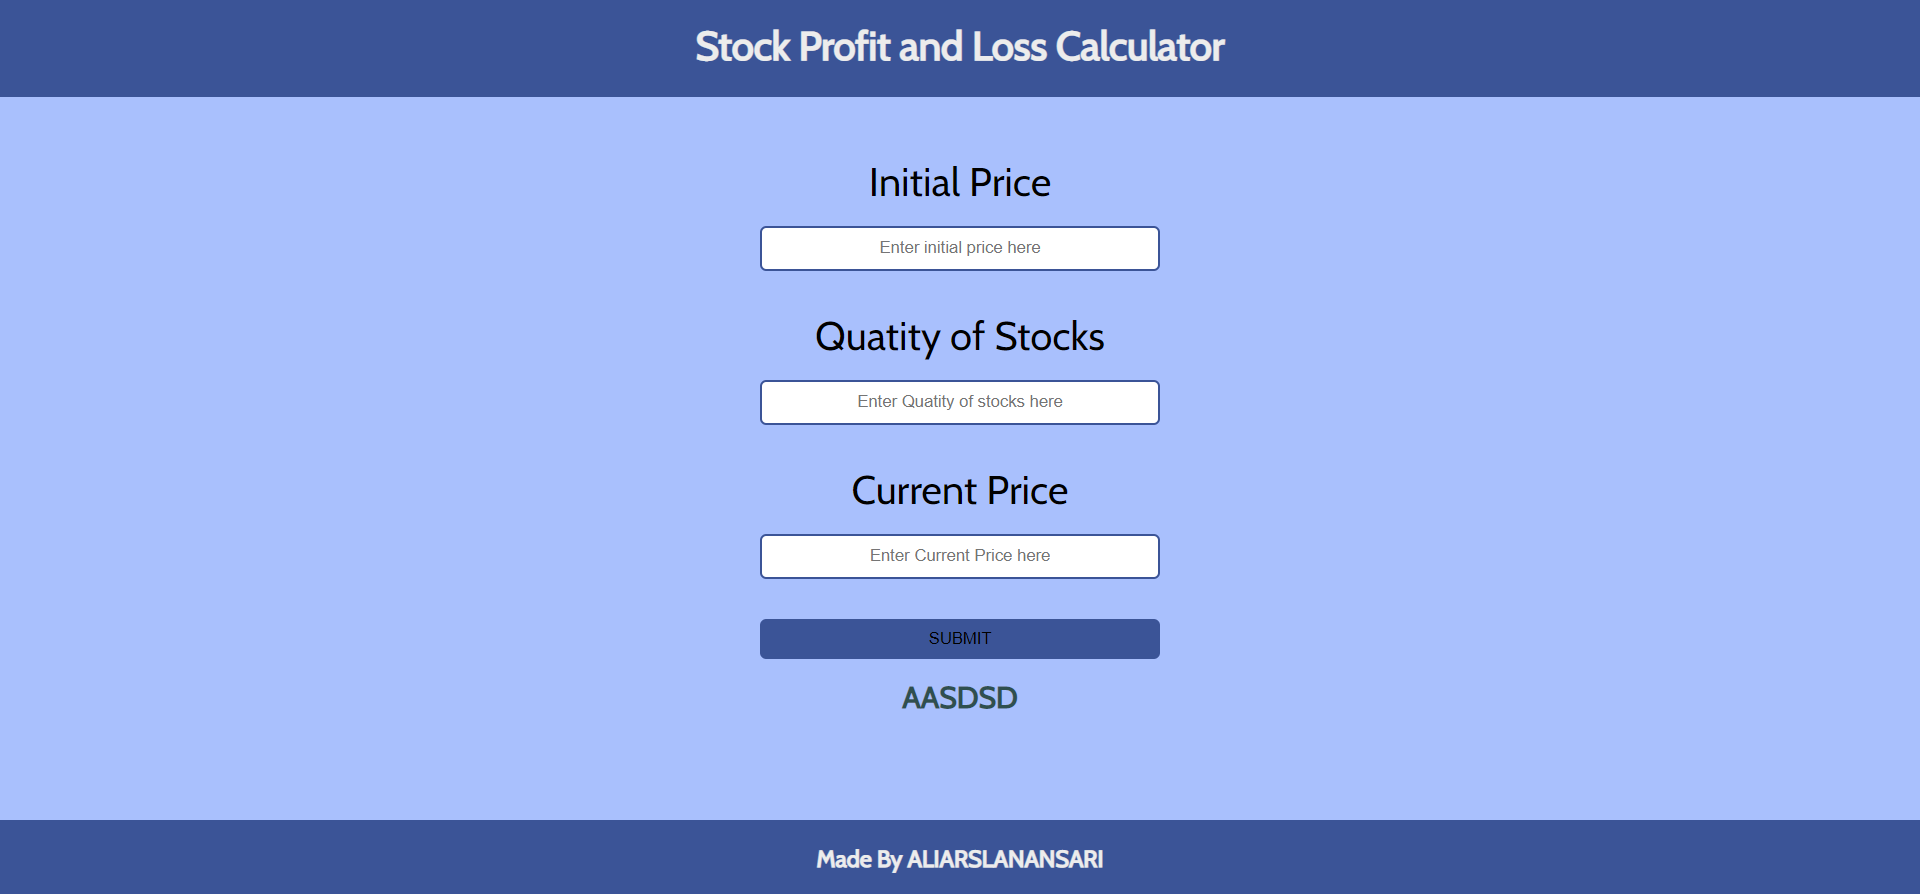 Stock Profit and Loss Calculator
Initial Price
Enter initial price here
Quatity of Stocks
Enter Quatity of stocks here
Current Price
Enter Current Price here
SUBMIT
AASDSD
Made By ALIARSLANANSARI